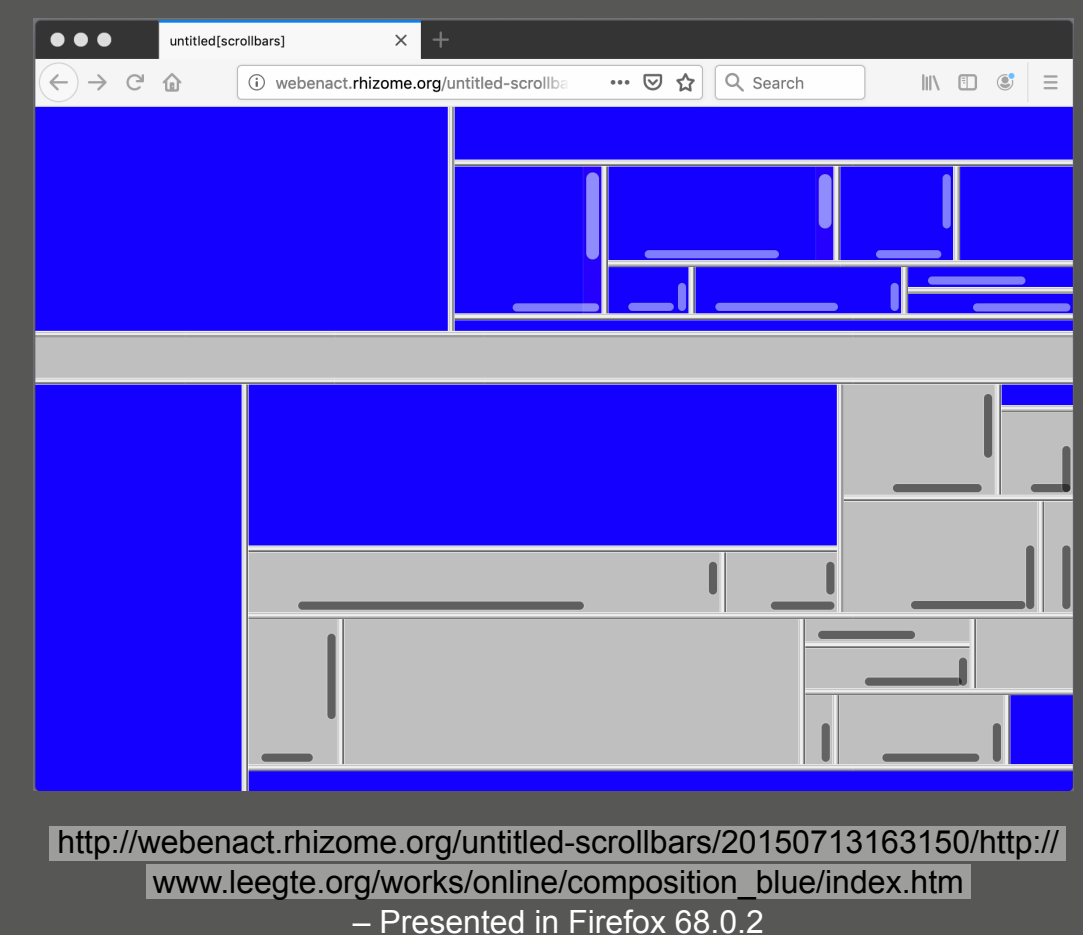 untitled[scrollbars]
webenact.rhizome.org/untitled-scrollba
Search
http://webenact.rhizome.org/untitled-scrollbars/20150713163150/http://
www.leegte.org/works/online/composition_blue/index.htm
– Presented in Firefox 68.0.2